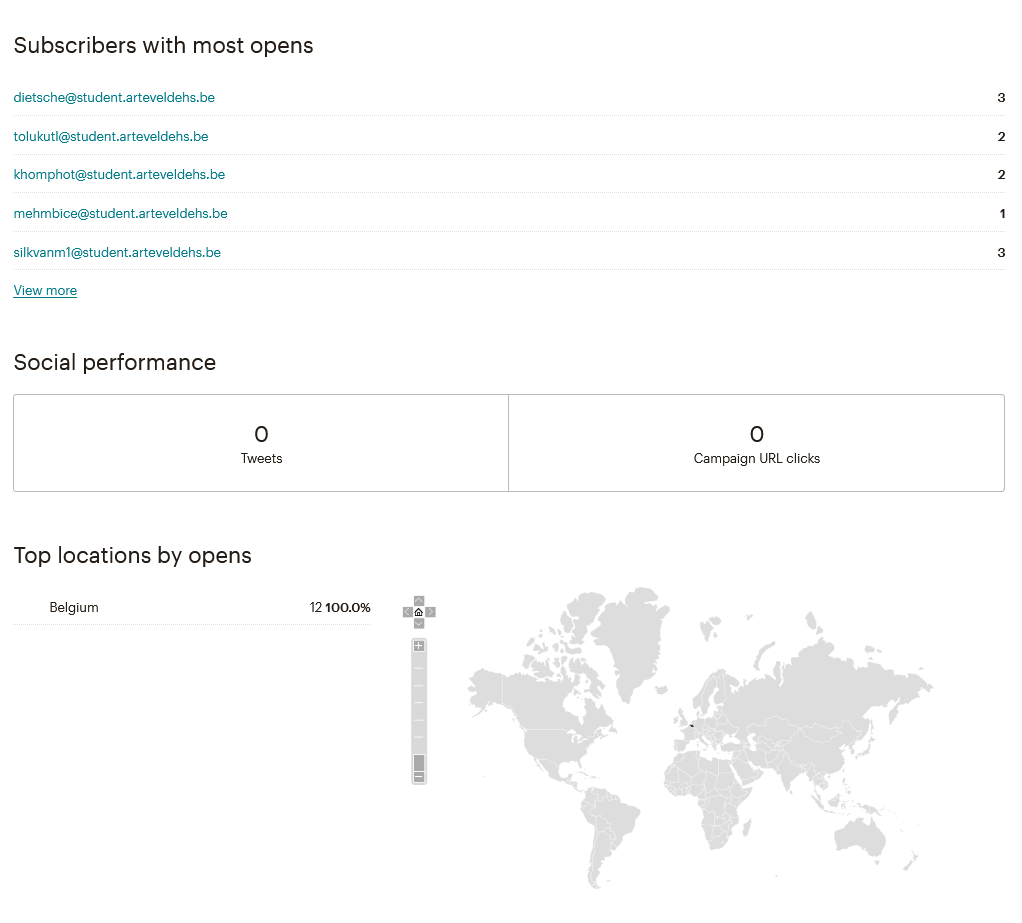 Subscribers with most opens
dietsche@student.arteveldehs.be 3
tolukutl@student.arteveldehs.be 2
khomphot@student.arteveldehs.be 2
mehmbice@student.arteveldehs.be 1
silkvanm1@student.arteveldehs.be 3
View more
Social performance
0 0
Tweets Campaign URL clicks
Top locations by opens
Belgium 12 100.0%